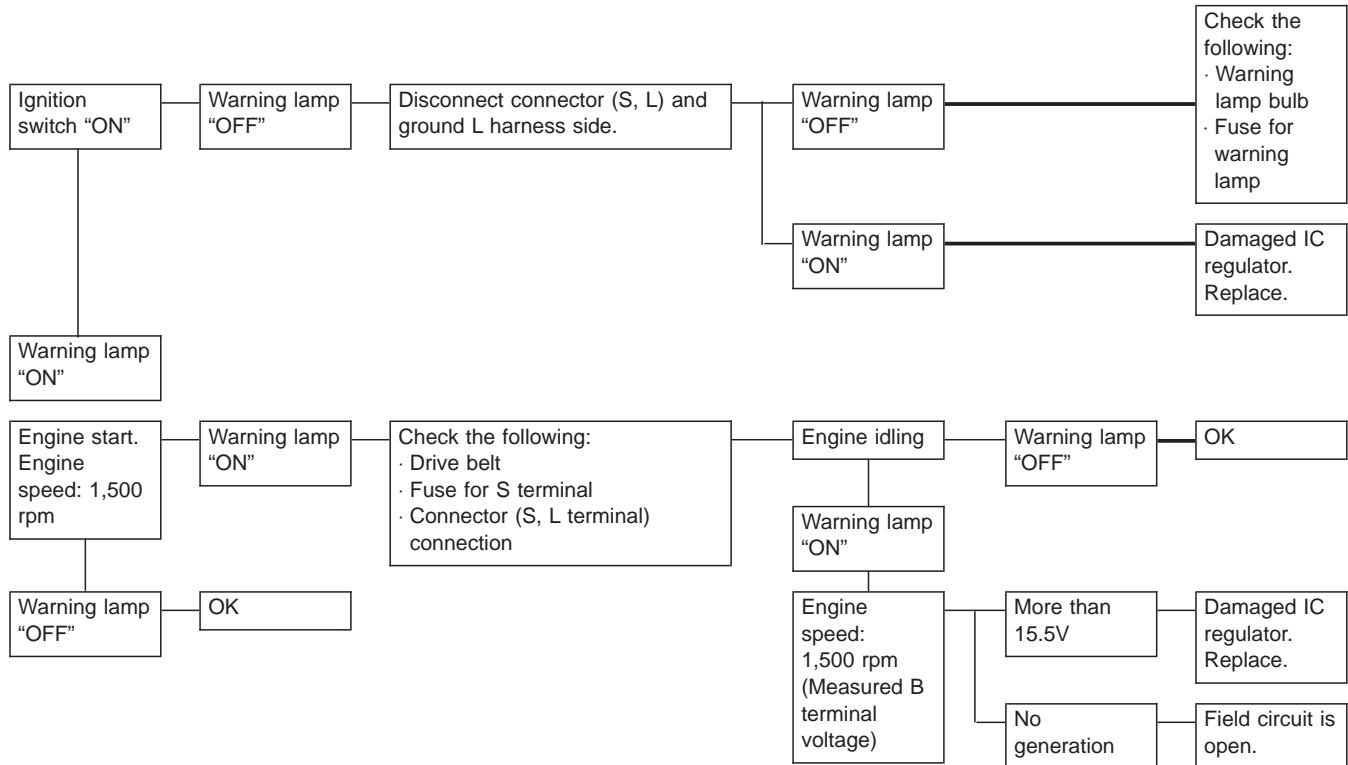 Ignition
switch “ON”
Warning lamp
“OFF”
Disconnect connector (S, L) and
ground L harness side.
Warning lamp
“OFF”
Check the
following:
· Warning
lamp bulb
· Fuse for
warning
lamp
Warning lamp
“ON”
Damaged IC
regulator.
Replace.
Warning lamp
“ON”
Engine start.
Engine
speed: 1,500
rpm
Warning lamp
“ON”
Check the following:
· Drive belt
· Fuse for S terminal
· Connector (S, L terminal)
connection
Engine idling
Warning lamp
“OFF”
OK
Warning lamp
“ON”
Warning lamp
“OFF”
OK
Engine
speed:
1,500 rpm
(Measured B
terminal
voltage)
More than
15.5V
Damaged IC
regulator.
Replace.
No
generation
Field circuit is
open.